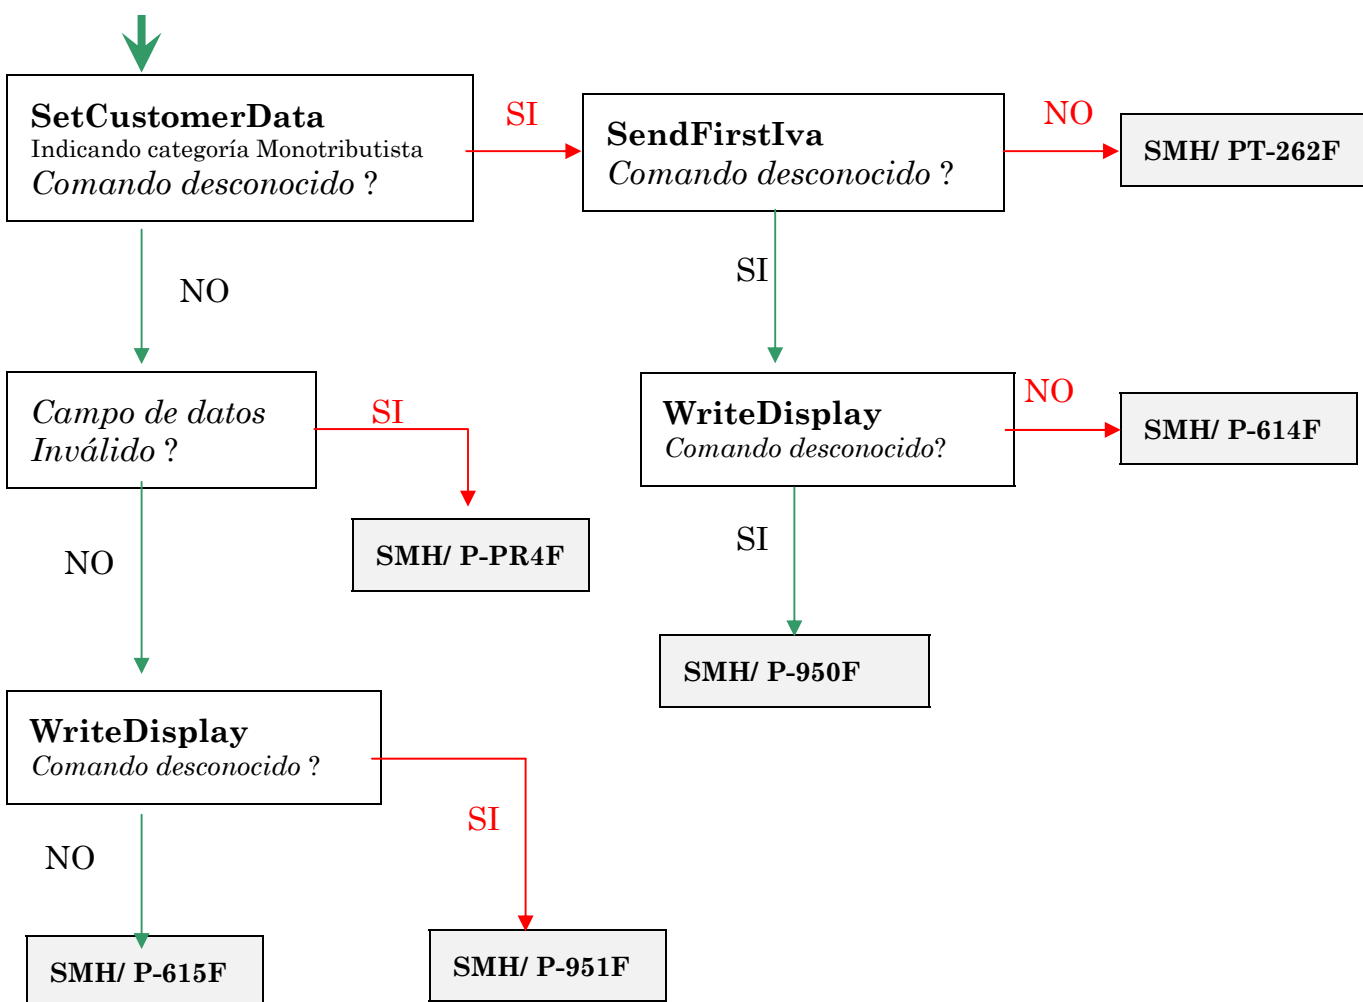 SetCustomerData
Indicando categoría Monotributista
Comando desconocido ?
SI
SendFirstIva
Comando desconocido ?
NO
SMH/ PT-262F
NO
SI
Campo de datos
Inválido ?
SI
WriteDisplay
Comando desconocido?
NO
SMH/ P-614F
NO
SMH/ P-PR4F
SI
SMH/ P-950F
WriteDisplay
Comando desconocido ?
SI
NO
SMH/ P-615F
SMH/ P-951F